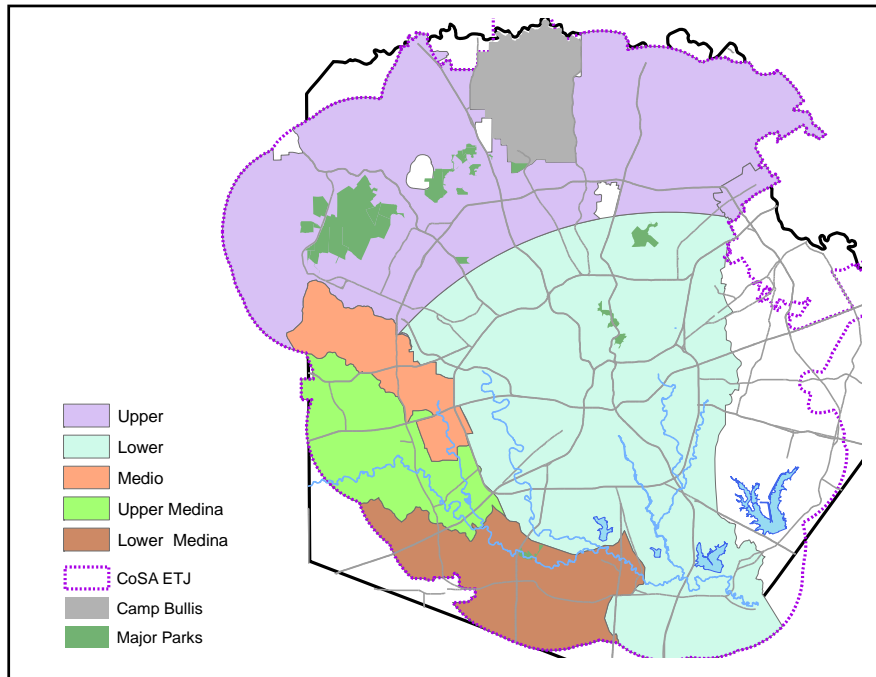 Upper
Lower
Medio
Upper Medina
Lower Medina
CoSA ETJ
Camp Bullis
Major Parks